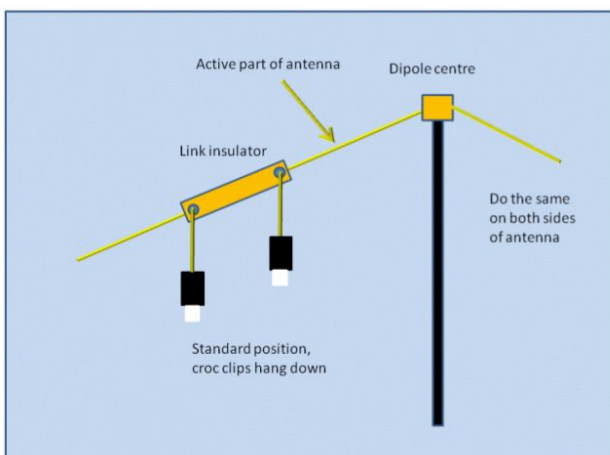 Active part of antenna
Dipole centre
Link insulator
Do the same
on both sides
of antenna
Standard position,
croc clips hang down